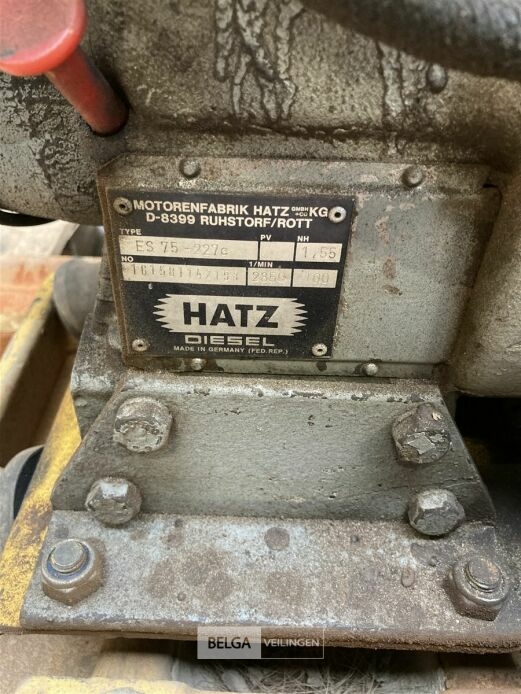 MOTORENFABRIK HATZ GMBH +CO KG
D-8399 RUHSTORF/ROTT
TYPE PV NH
ES 75 -227c 1,55
NO 1/MIN
2350
HATZ
DIESEL
MADE IN GERMANY (FED. REP.)
BELGA VEILINGEN